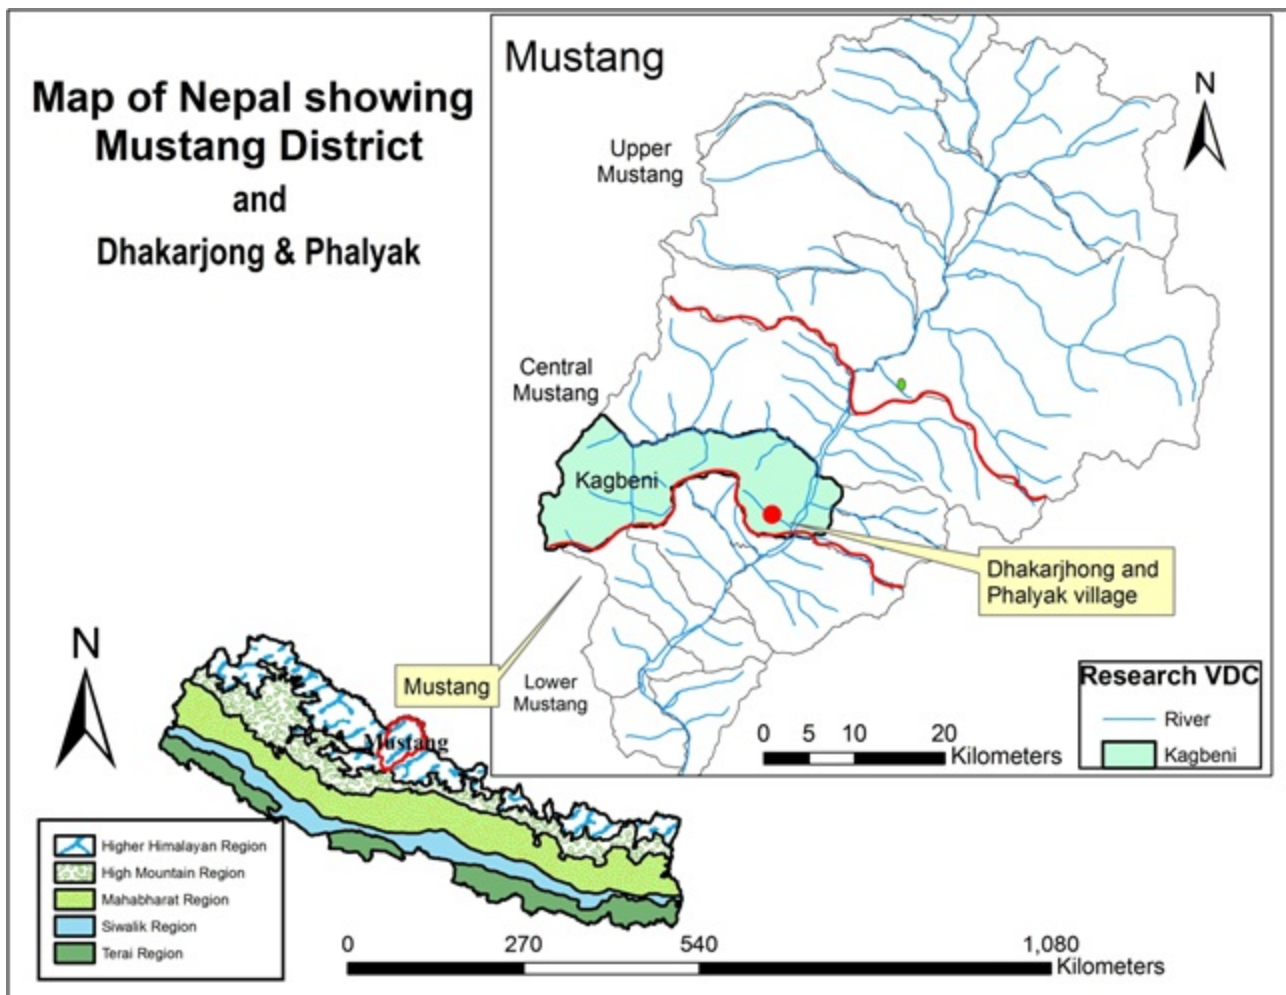 Map of Nepal showing
Mustang District
and
Dhakarjong & Phalyak
Mustang
N
Upper
Mustang
Central
Mustang
Kagbeni
Dhakarjhong and
Phalyak village
Lower
Mustang
Research VDC
River
Kagbeni
0 5 10 20
Kilometers
N
Mustang
Mustang
Higher Himalayan Region
High Mountain Region
Mahabharat Region
Siwalik Region
Terai Region
0 270 540 1,080
Kilometers